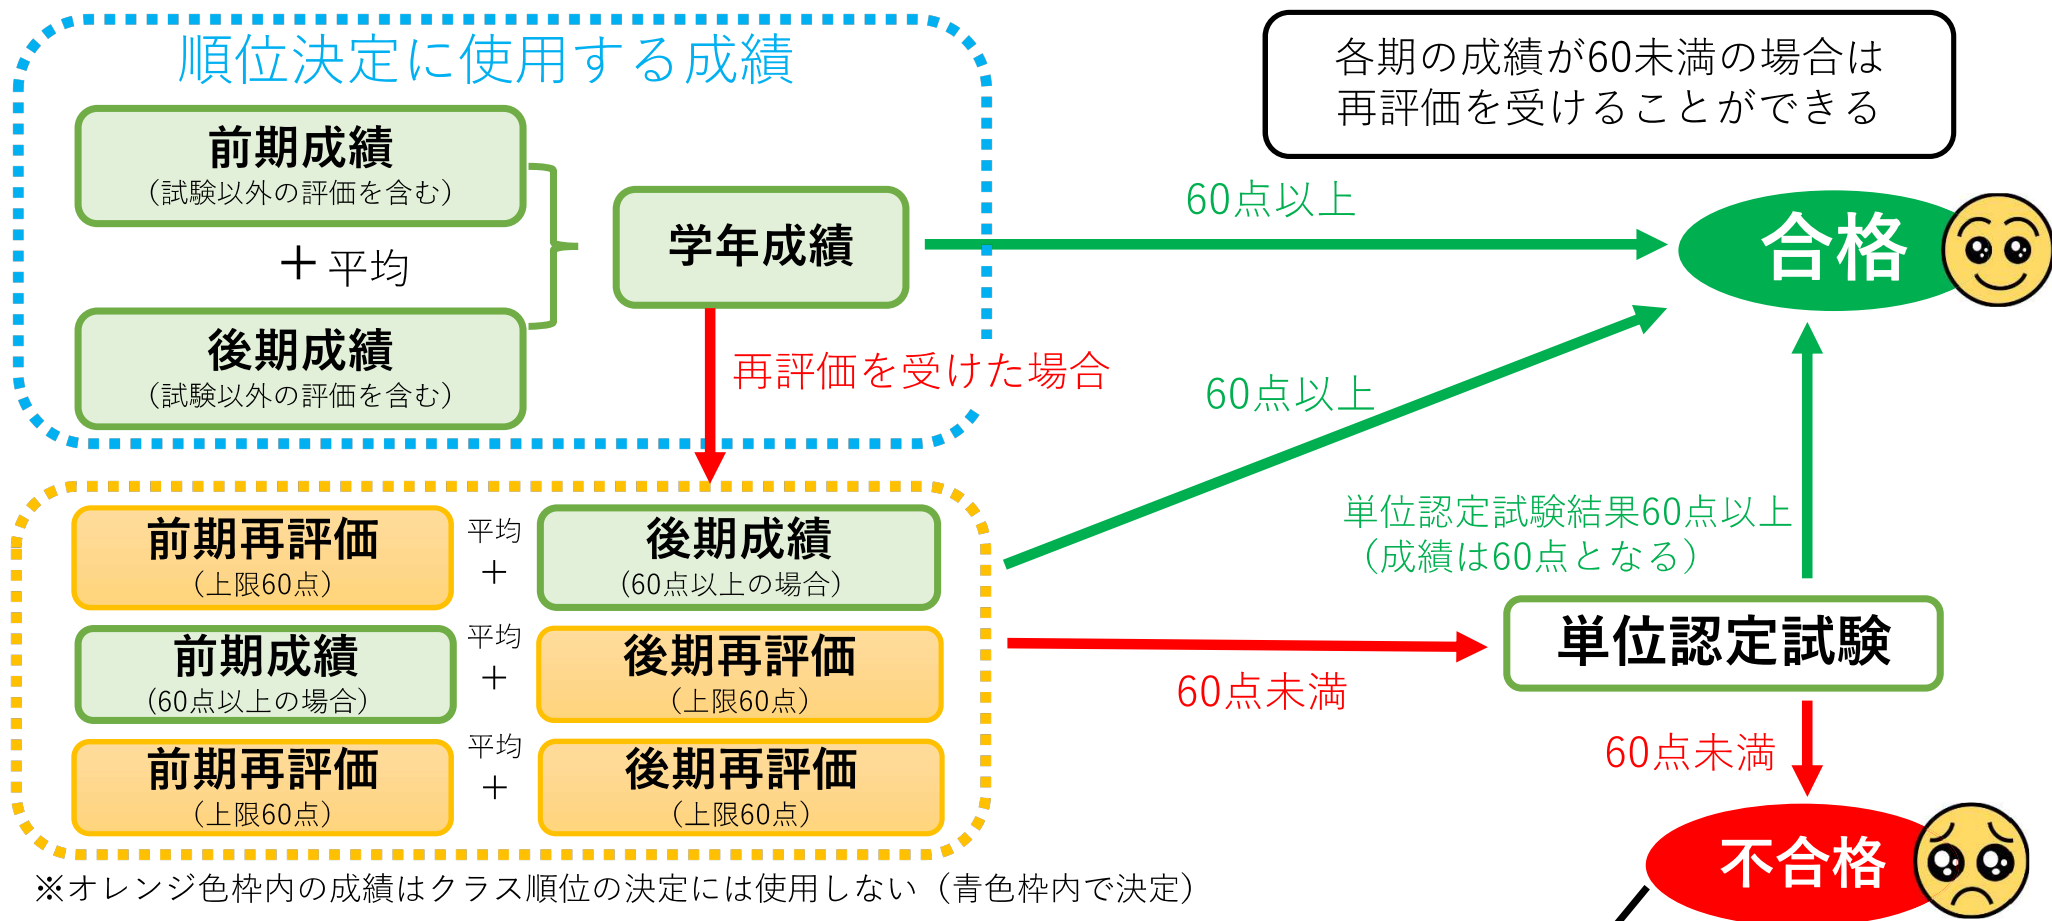 順位決定に使用する成績
各期の成績が60未満の場合は
再評価を受けることができる
前期成績
（試験以外の評価を含む）
＋ 平均
後期成績
（試験以外の評価を含む）
学年成績
60点以上
合格
再評価を受けた場合
60点以上
前期再評価
（上限60点）
平均
＋
後期成績
（60点以上の場合）
前期成績
（60点以上の場合）
平均
＋
後期再評価
（上限60点）
前期再評価
（上限60点）
平均
＋
後期再評価
（上限60点）
単位認定試験結果60点以上
（成績は60点となる）
単位認定試験
60点未満
60点未満
不合格
※オレンジ色枠内の成績はクラス順位の決定には使用しない（青色枠内で決定）